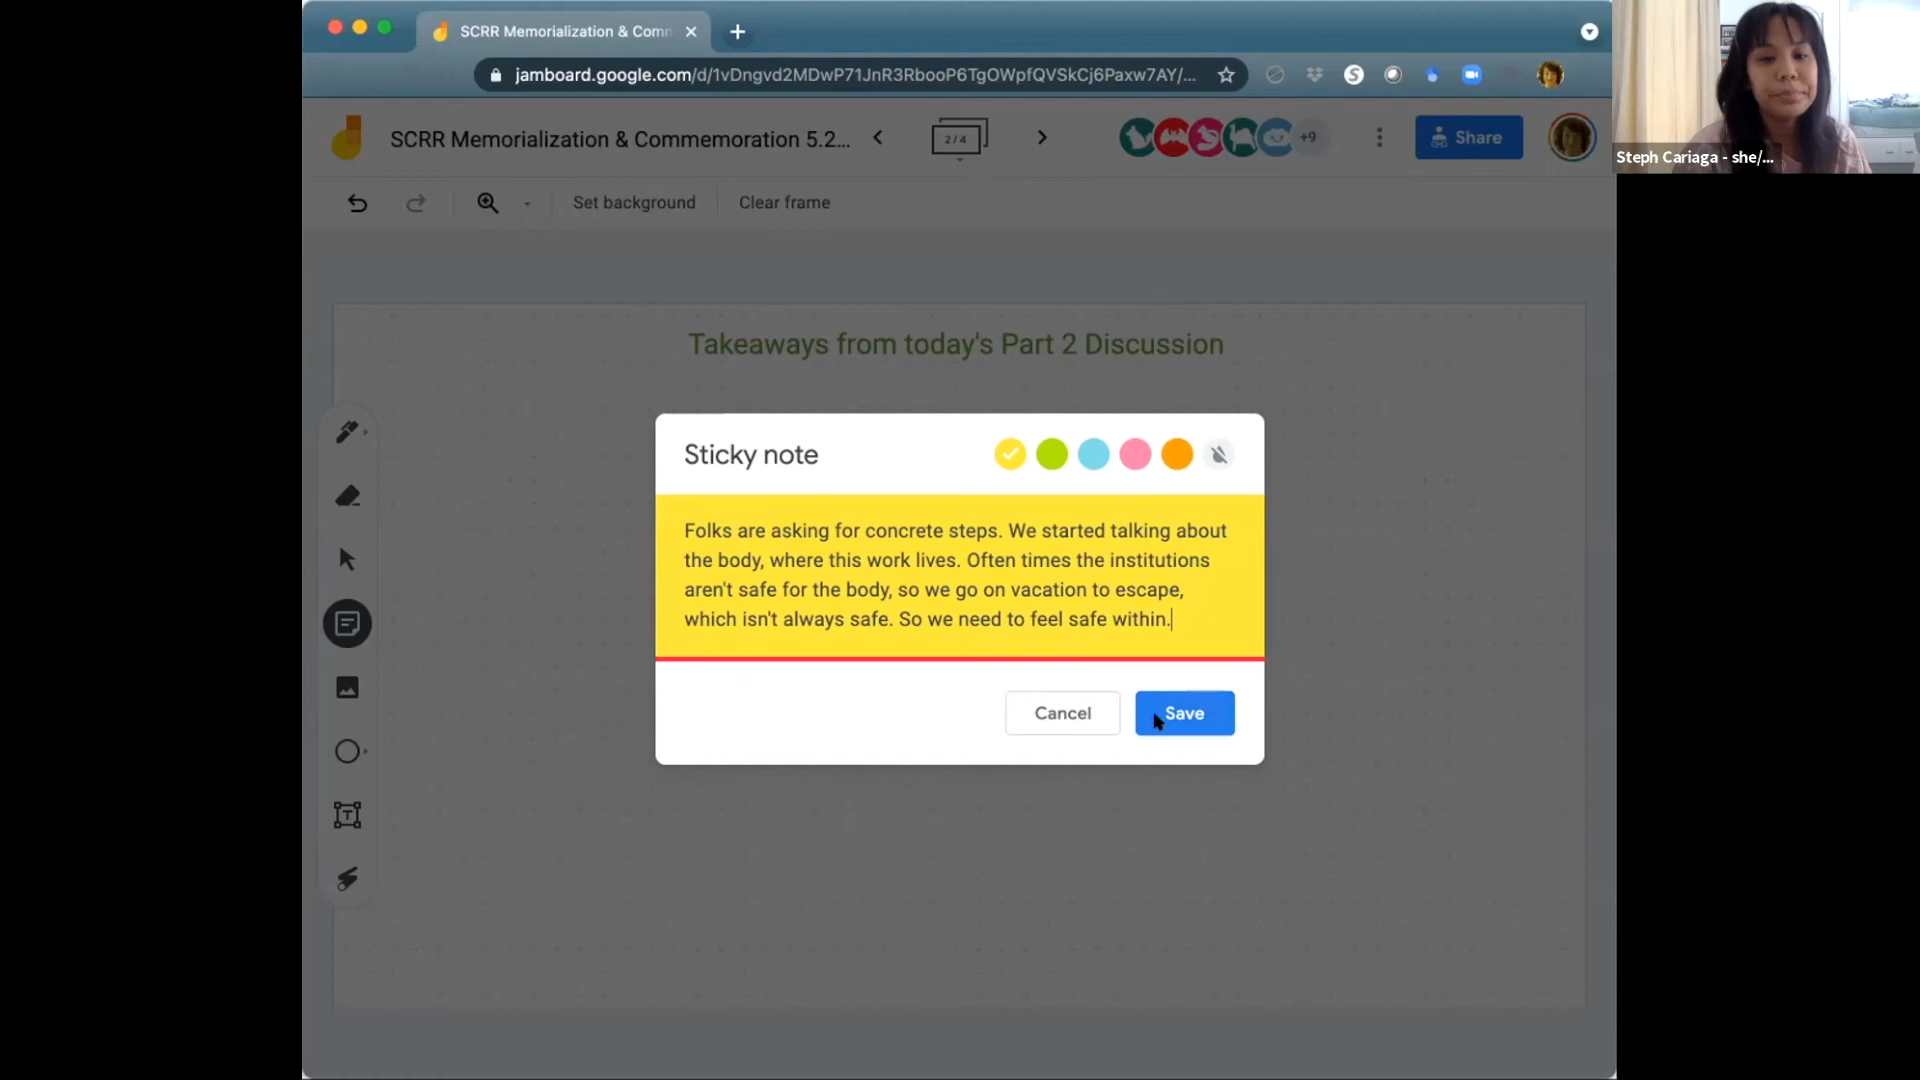 SCRR Memorialization & Comm
jamboard.google.com/d/1vDngvd2MDwP71JnR3RbooP6TgOWpfQVSkCj6Paxw7AY/...
SCRR Memorialization & Commemoration 5.2...
2/4
+9
Share
Set background
Clear frame
Steph Cariaga - she/...
Takeaways from today's Part 2 Discussion
Sticky note
Folks are asking for concrete steps. We started talking about
the body, where this work lives. Often times the institutions
aren't safe for the body, so we go on vacation to escape,
which isn't always safe. So we need to feel safe within.
Cancel
Save